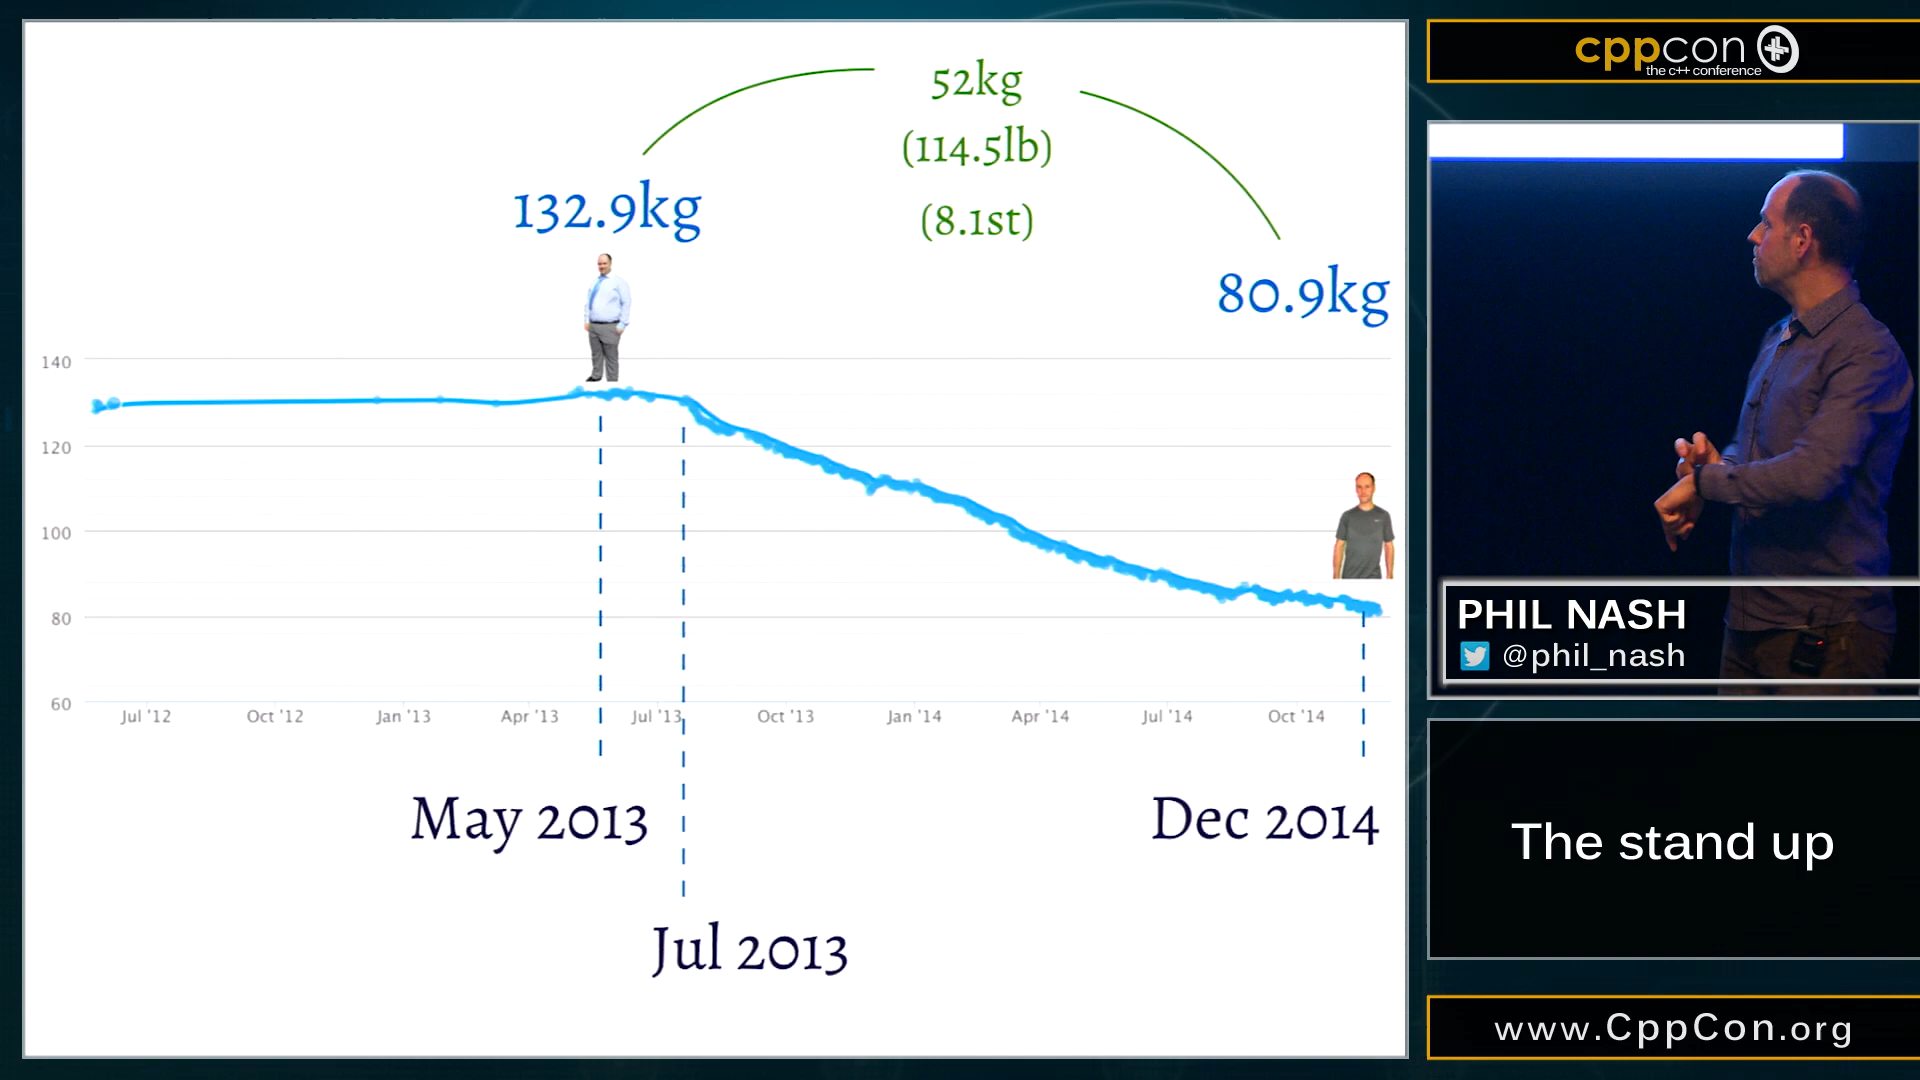 52kg
(114.5lb)
(8.1st)
132.9kg
80.9kg
140
120
100
80
60
Jul '12 Oct '12 Jan '13 Apr '13 Jul '13 Oct '13 Jan '14 Apr '14 Jul '14 Oct '14
May 2013
Dec 2014
Jul 2013
cppcon
the c++ conference
PHIL NASH
@phil_nash
The stand up
www.CppCon.org